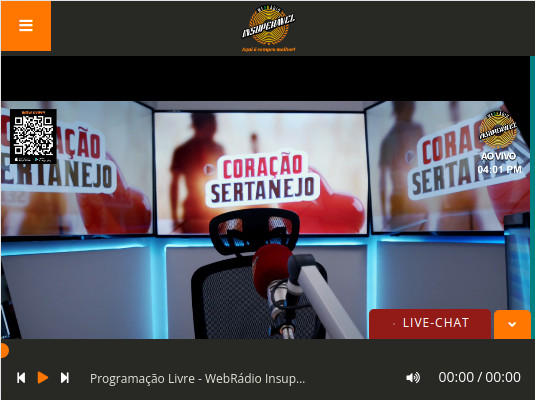 WEBRÁDIO
INSUPERÁVEL
Aqui é sempre melhor!
CORAÇÃO
SERTANEJO
CORAÇÃO
SERTANEJO
CORAÇÃO
SERTANEJO
AO VIVO
04:01 PM
· LIVE-CHAT
Programação Livre - WebRádio Insup...
00:00 / 00:00